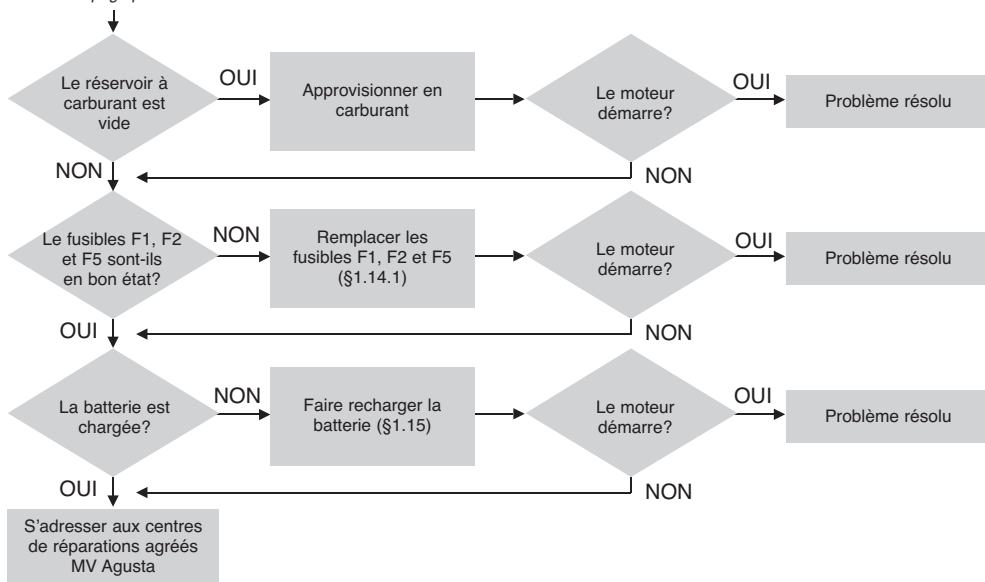 Le réservoir à
carburant est
vide
OUI
Approvisionner en
carburant
Le moteur
démarre?
OUI
Problème résolu
NON
NON
Le fusibles F1, F2
et F5 sont-ils
en bon état?
NON
Remplacer les
fusibles F1, F2 et F5
(§1.14.1)
Le moteur
démarre?
OUI
Problème résolu
OUI
NON
La batterie est
chargée?
NON
Faire recharger la
batterie (§1.15)
Le moteur
démarre?
OUI
Problème résolu
OUI
NON
S'adresser aux centres
de réparations agréés
MV Agusta